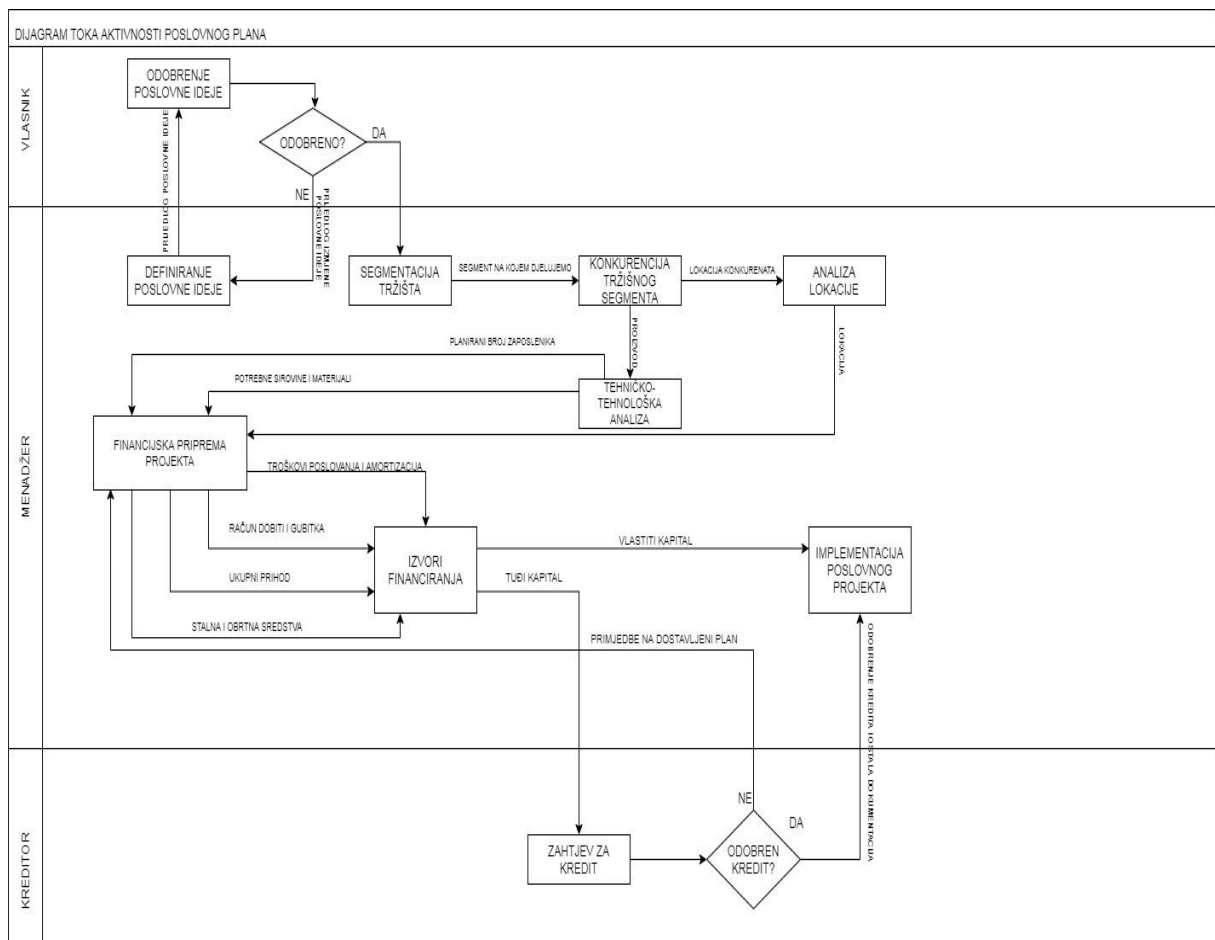 DIJAGRAM TOKA AKTIVNOSTI POSLOVNOG PLANA
VLASNIK
ODOBRENJE
POSLOVNE IDEJE
ODOBRENO?
DA
NE
PRIJEDLOG POSLOVNE IDEJE
PRIJEDLOG IZMJENE
POSLOVNE IDEJE
MENADŽER
DEFINIRANJE
POSLOVNE IDEJE
SEGMENTACIJA
TRŽIŠTA
SEGMENT NA KOJEM DJELUJEMO
KONKURENCIJA
TRŽIŠNOG
SEGMENTA
LOKACIJA KONKURENATA
ANALIZA
LOKACIJE
PROIZVOD
LOKACIJA
PLANIRANI BROJ ZAPOSLENIKA
POTREBNE SIROVINE I MATERIJALI
TEHNIČKO-
TEHNOLOŠKA
ANALIZA
FINANCIJSKA PRIPREMA
PROJEKTA
TROŠKOVI POSLOVANJA I AMORTIZACIJA
RAČUN DOBITI I GUBITKA
UKUPNI PRIHOD
STALNA I OBRTNA SREDSTVA
IZVORI
FINANCIRANJA
VLASTITI KAPITAL
TUĐI KAPITAL
IMPLEMENTACIJA
POSLOVNOG
PROJEKTA
PRIMJEDBE NA DOSTAVLJENI PLAN
ODOBRENJE KREDITA I OSTALA DOKUMENTACIJA
KREDITOR
ZAHTJEV ZA
KREDIT
ODOBREN
KREDIT?
NE
DA